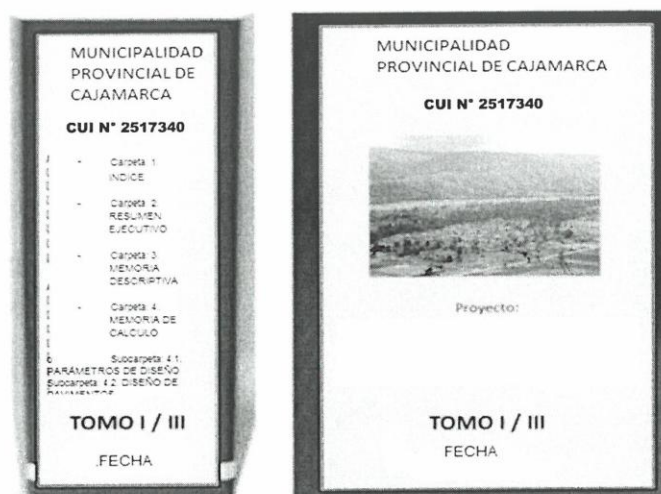 MUNICIPALIDAD
PROVINCIAL DE
CAJAMARCA
CUI N° 2517340
- Carpeta: 1.
INDICE
- Carpeta: 2.
RESUMEN
EJECUTIVO
- Carpeta: 3.
MEMORIA
DESCRIPTIVA
- Carpeta: 4.
MEMORIA DE
CALCULO
Subcarpeta: 4.1.
PARÁMETROS DE DISEÑO
Subcarpeta: 4.2. DISEÑO DE
PAVIMENTOS
TOMO I / III
.FECHA
MUNICIPALIDAD
PROVINCIAL DE CAJAMARCA
CUI N° 2517340
Proyecto:
TOMO I / III
FECHA